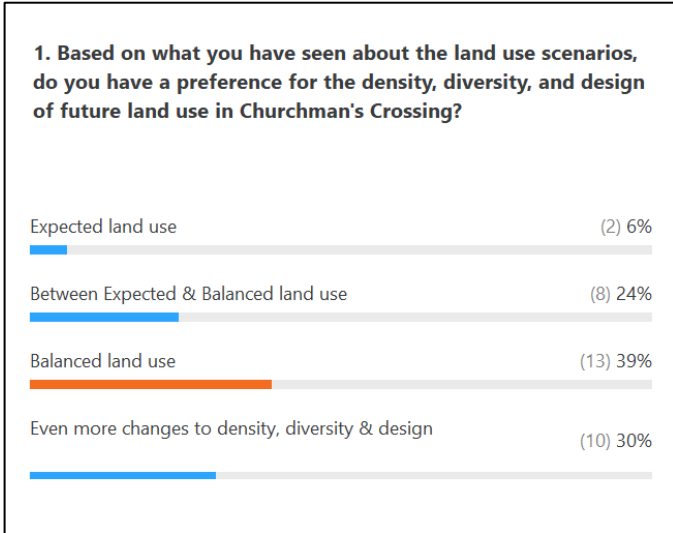 1. Based on what you have seen about the land use scenarios,
do you have a preference for the density, diversity, and design
of future land use in Churchman's Crossing?
Expected land use (2) 6%
Between Expected & Balanced land use (8) 24%
Balanced land use (13) 39%
Even more changes to density, diversity & design (10) 30%